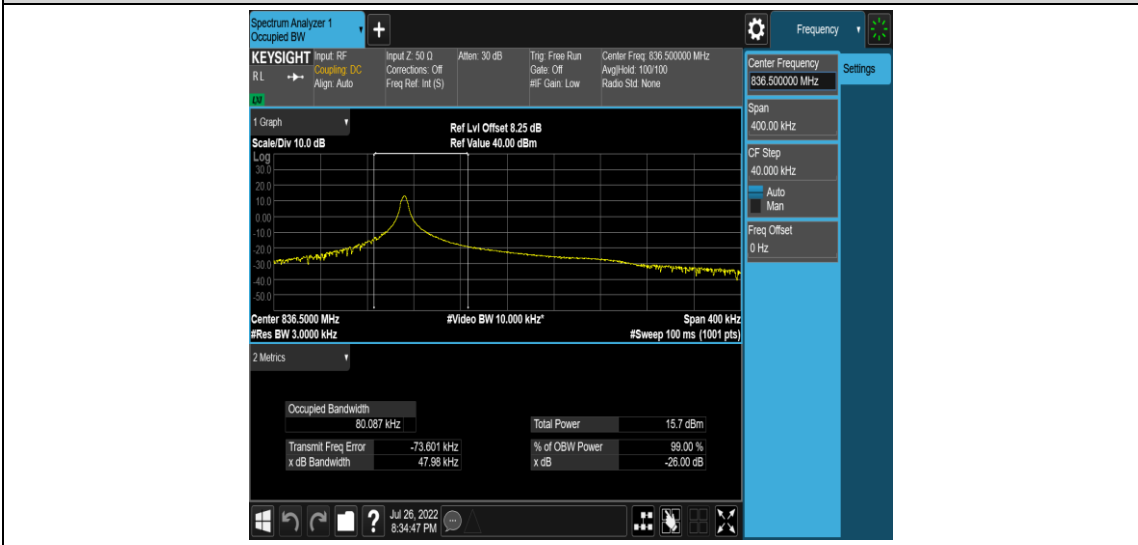 Spectrum Analyzer 1
Occupied BW
+
Frequency
KEYSIGHT
RL
LXI
Input: RF
Coupling: DC
Align: Auto
Input Z: 50 Ω
Corrections: Off
Freq Ref: Int (S)
Atten: 30 dB
Trig: Free Run
Gate: Off
#IF Gain: Low
Center Freq: 836.500000 MHz
Avg|Hold: 100/100
Radio Std: None
Center Frequency
836.500000 MHz
Settings
Span
400.00 kHz
CF Step
40.000 kHz
Auto
Man
Freq Offset
0 Hz
1 Graph
Scale/Div 10.0 dB
Ref Lvl Offset 8.25 dB
Ref Value 40.00 dBm
Log
30.0
20.0
10.0
0.00
-10.0
-20.0
-30.0
-40.0
-50.0
Center 836.5000 MHz
#Video BW 10.000 kHz*
Span 400 kHz
#Res BW 3.0000 kHz
#Sweep 100 ms (1001 pts)
2 Metrics
Occupied Bandwidth
80.087 kHz
Total Power 15.7 dBm
Transmit Freq Error -73.601 kHz
% of OBW Power 99.00 %
x dB Bandwidth 47.98 kHz
x dB -26.00 dB
?
Jul 26, 2022
8:34:47 PM